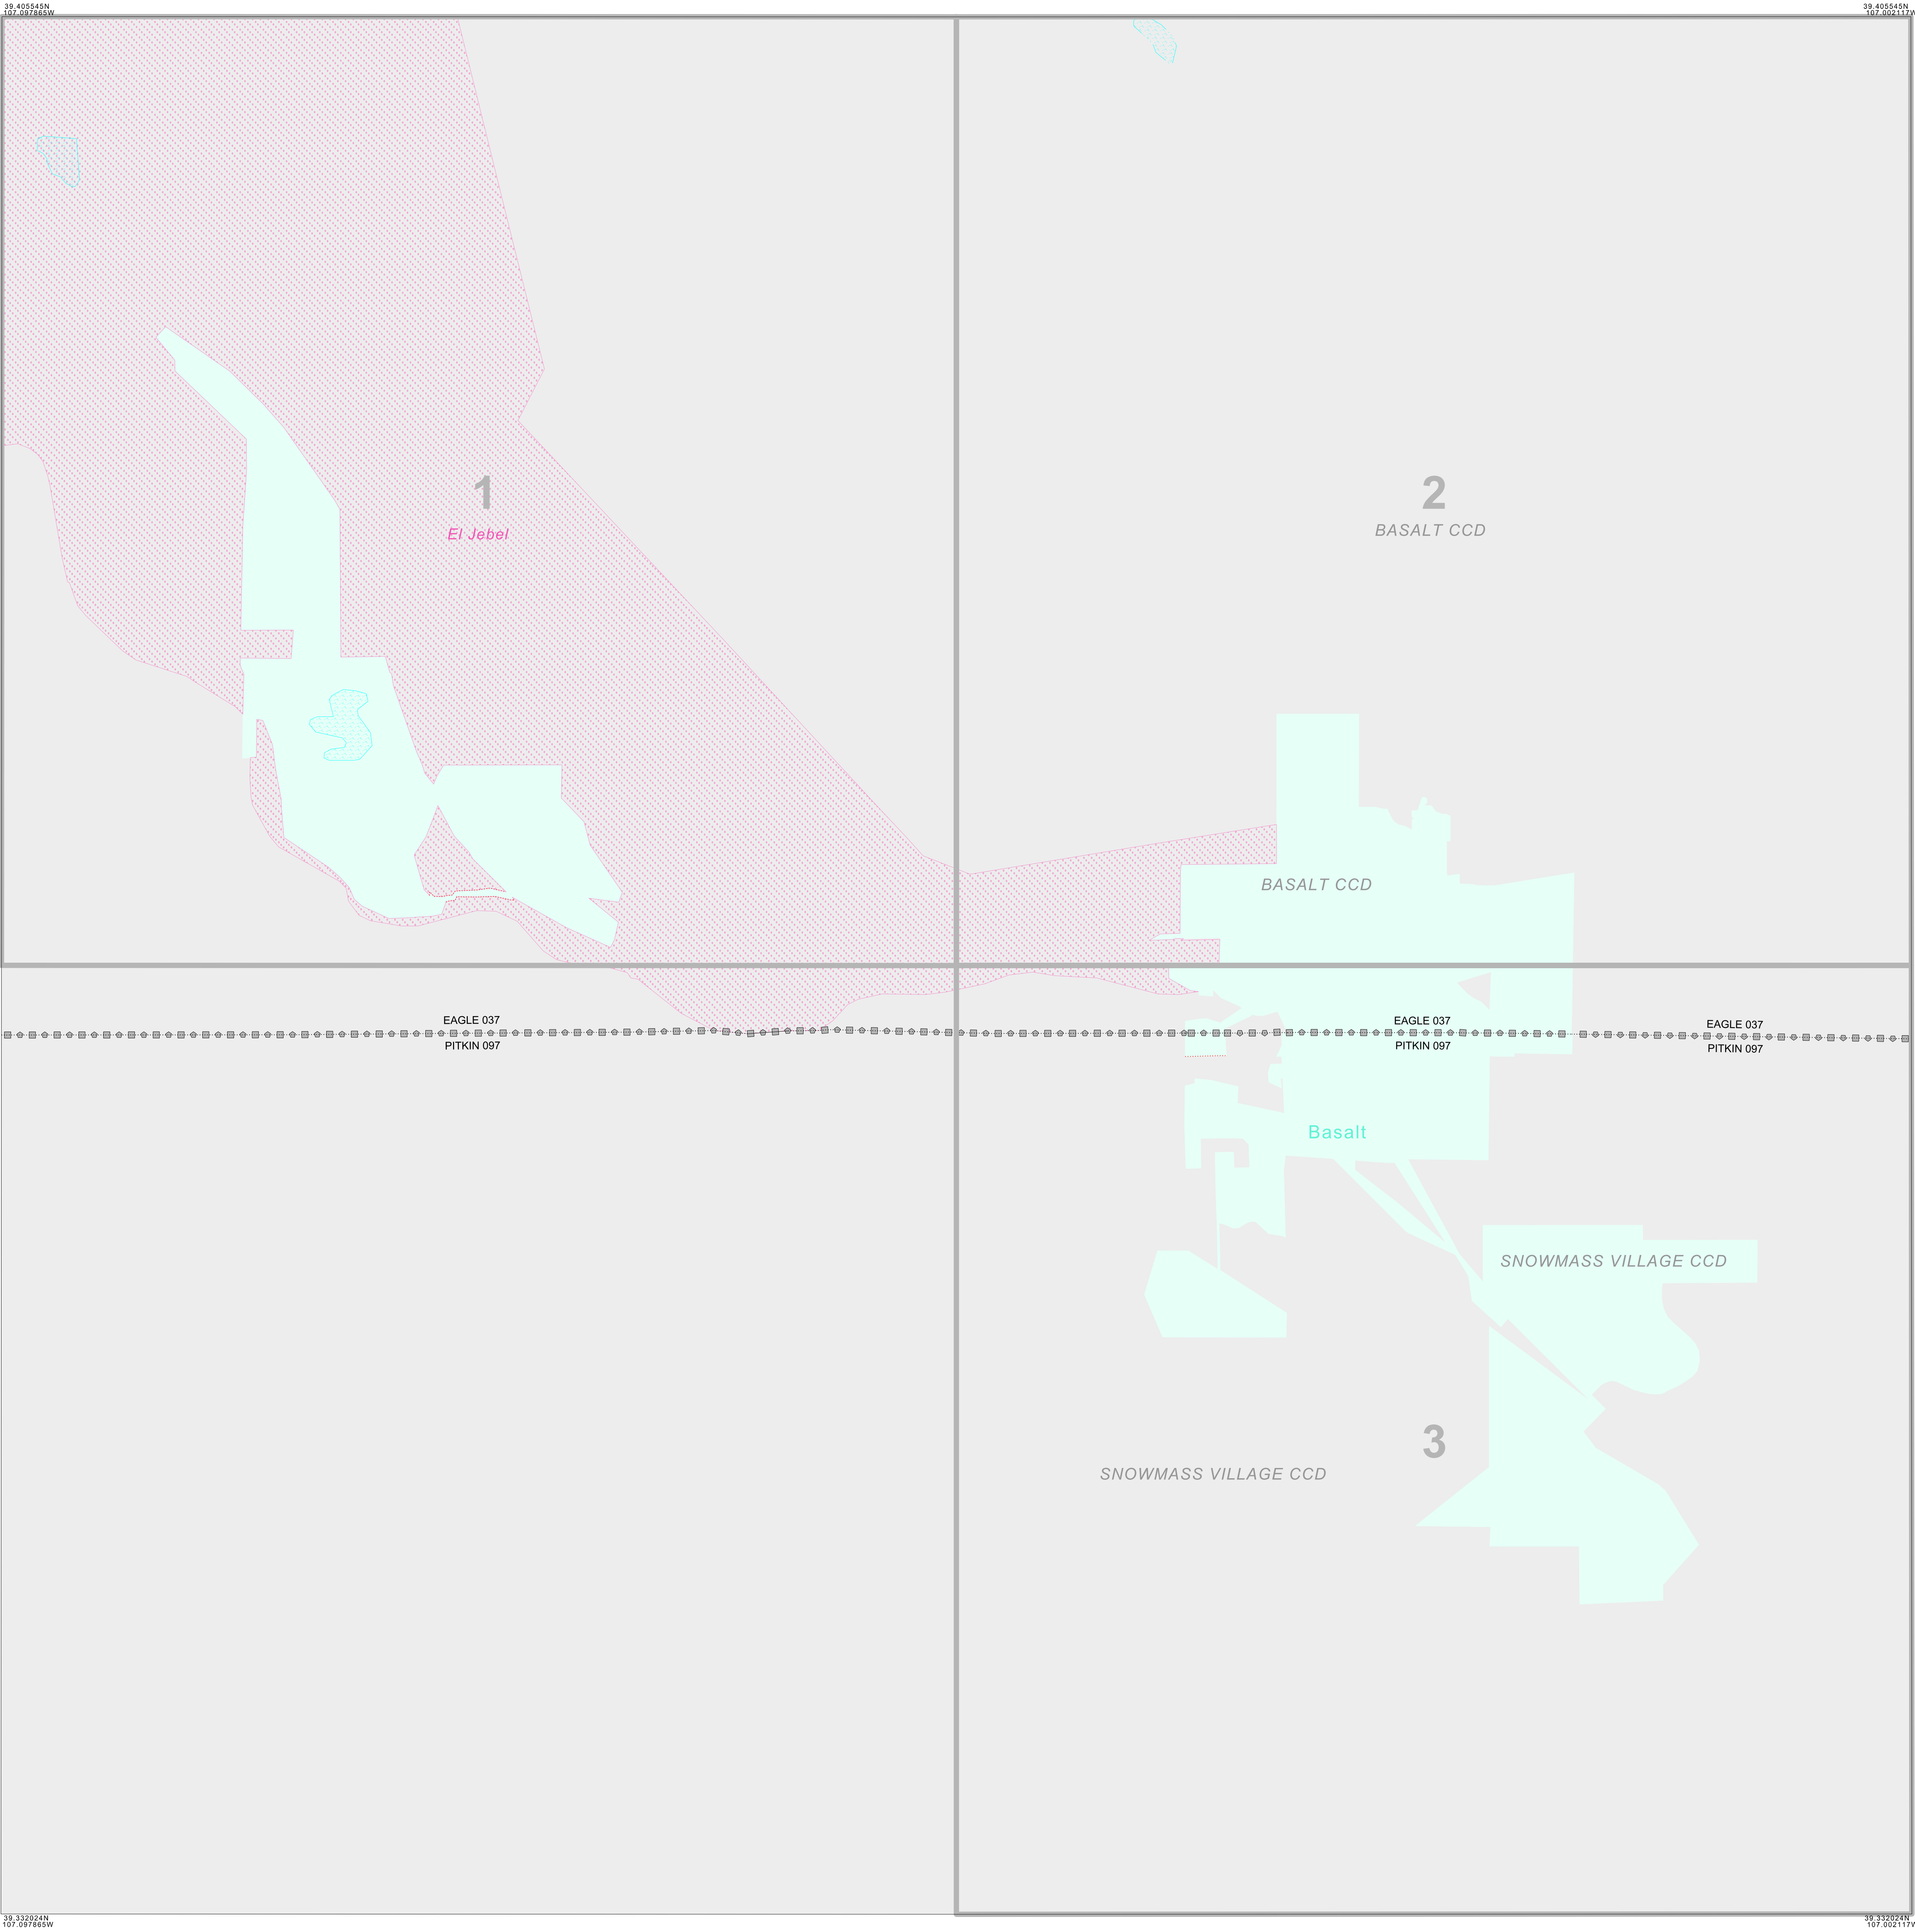 39.405545N
107.097865W
39.405545N
107.002117W
1
El Jebel
2
BASALT CCD
BASALT CCD
EAGLE 037
PITKIN 097
EAGLE 037
PITKIN 097
EAGLE 037
PITKIN 097
Basalt
SNOWMASS VILLAGE CCD
3
SNOWMASS VILLAGE CCD
39.332024N
107.097865W
39.332024N
107.002117W